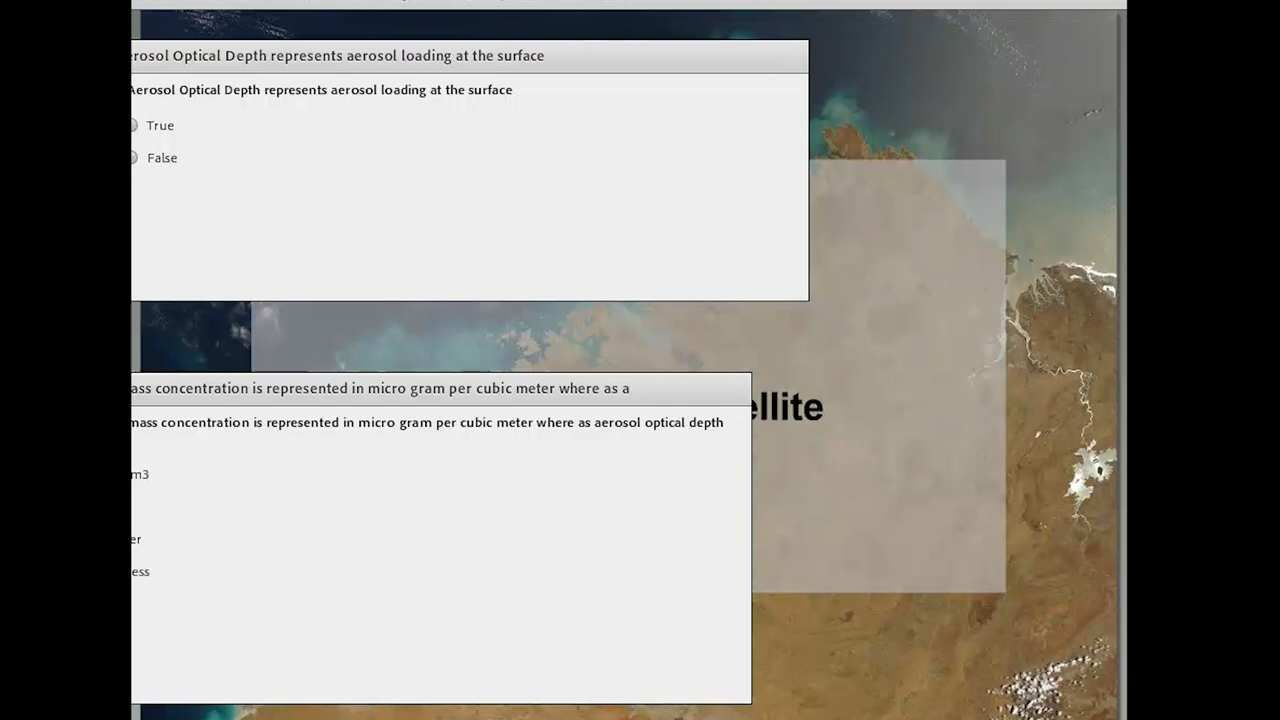 erosol Optical Depth represents aerosol loading at the surface
Aerosol Optical Depth represents aerosol loading at the surface
True
False
ass concentration is represented in micro gram per cubic meter where as a
mass concentration is represented in micro gram per cubic meter where as aerosol optical depth
ellite
m3
er
ess